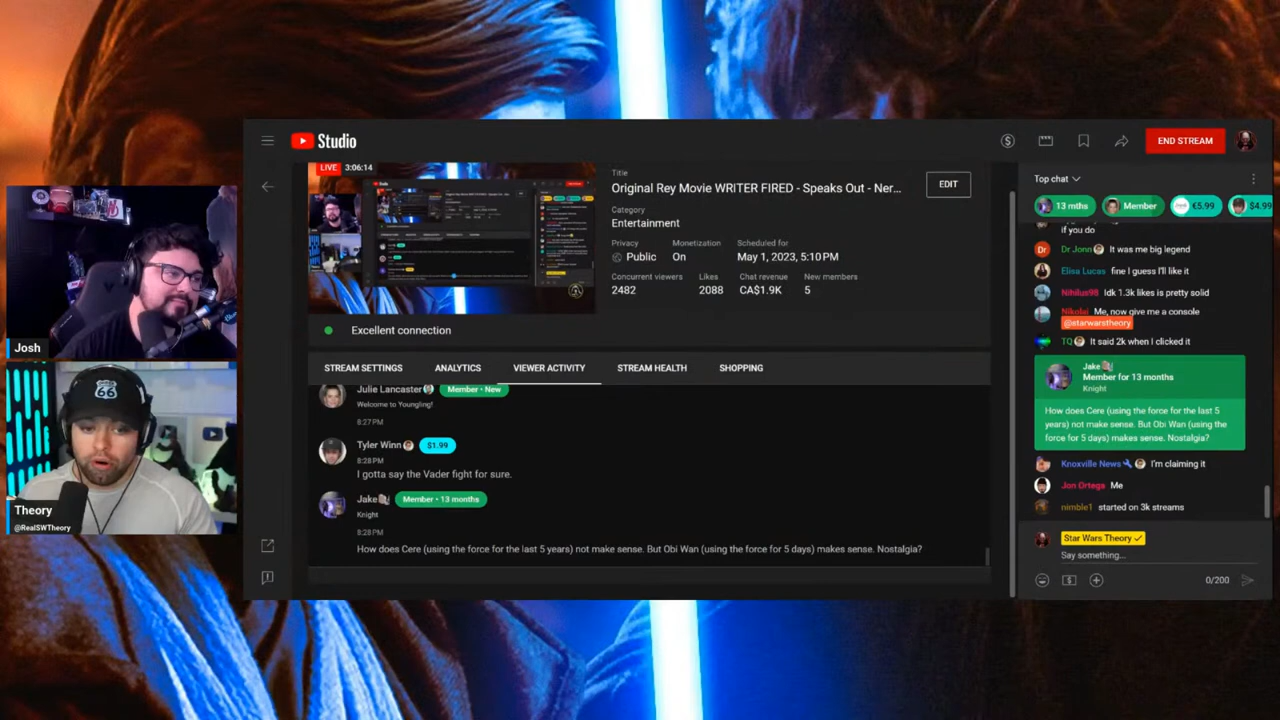 Studio
END STREAM
LIVE 3:06:14
Title
Original Rey Movie WRITER FIRED - Speaks Out - Ner...
EDIT
Category
Entertainment
Privacy
Monetization
Scheduled for
Public
On
May 1, 2023, 5:10 PM
Concurrent viewers
Likes
Chat revenue
New members
2482
2088
CA$1.9K
5
Excellent connection
STREAM SETTINGS
ANALYTICS
VIEWER ACTIVITY
STREAM HEALTH
SHOPPING
Julie Lancaster
Member • New
Welcome to Youngling!
8:27PM
Tyler Winn
$1.99
8:28PM
I gotta say the Vader fight for sure.
Jake
Member • 13 months
Knight
8:28PM
How does Cere (using the force for the last 5 years) not make sense. But Obi Wan (using the force for 5 days) makes sense. Nostalgia?
Top chat
13 mths
Member
€5.99
$4.99
if you do
Dr
Dr Jonn It was me big legend
Elisa Lucas fine I guess I'll like it
Nihilus98 Idk 1.3k likes is pretty solid
Nikolai Me, now give me a console
@starwarstheory
TQ It said 2k when I clicked it
Jake
Member for 13 months
Knight
How does Cere (using the force for the last 5
years) not make sense. But Obi Wan (using the
force for 5 days) makes sense. Nostalgia?
Knoxville News I'm claiming it
Jon Ortega Me
nimble1 started on 3k streams
Star Wars Theory
Say something...
0/200
Josh
66
Theory
@RealSWTheory